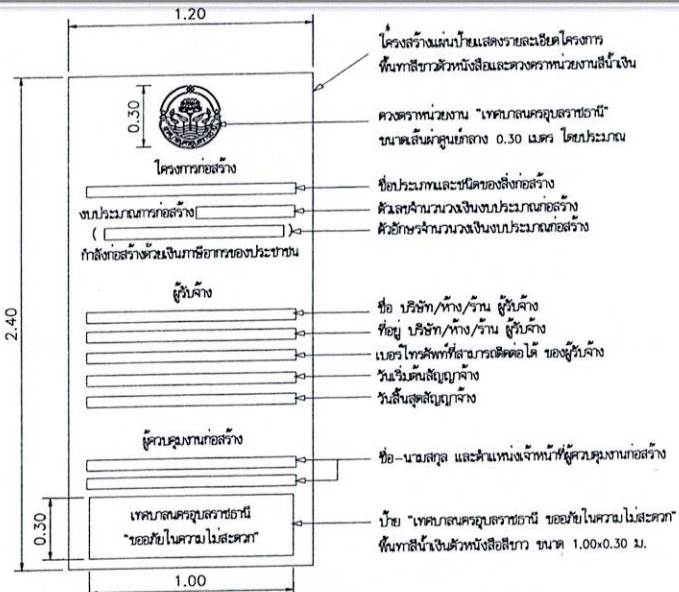 1.20
โครงสร้างแผ่นป้ายแสดงรายละเอียดโครงการ
พื้นทาสีขาวตัวหนังสือและดวงตราหน่วยงานสีน้ำเงิน
0.30
ดวงตราหน่วยงาน "เทศบาลนครอุบลราชธานี"
ขนาดเส้นผ่าศูนย์กลาง 0.30 เมตร โดยประมาณ
โครงการก่อสร้าง
ชื่อประเภทและชนิดของสิ่งก่อสร้าง
งบประมาณการก่อสร้าง
ตัวเลขจำนวนวงเงินงบประมาณก่อสร้าง
( )
ตัวอักษรจำนวนวงเงินงบประมาณก่อสร้าง
กำลังก่อสร้างด้วยเงินภาษีอากรของประชาชน
2.40
ผู้รับจ้าง
ชื่อ บริษัท/ห้าง/ร้าน ผู้รับจ้าง
ที่อยู่ บริษัท/ห้าง/ร้าน ผู้รับจ้าง
เบอร์โทรศัพท์ที่สามารถติดต่อได้ ของผู้รับจ้าง
วันเริ่มต้นสัญญาจ้าง
วันสิ้นสุดสัญญาจ้าง
ผู้ควบคุมงานก่อสร้าง
ชื่อ-นามสกุล และตำแหน่งเจ้าหน้าที่ผู้ควบคุมงานก่อสร้าง
0.30
เทศบาลนครอุบลราชธานี
"ขออภัยในความไม่สะดวก"
ป้าย "เทศบาลนครอุบลราชธานี ขออภัยในความไม่สะดวก"
พื้นทาสีน้ำเงินตัวหนังสือสีขาว ขนาด 1.00x0.30 ม.
1.00